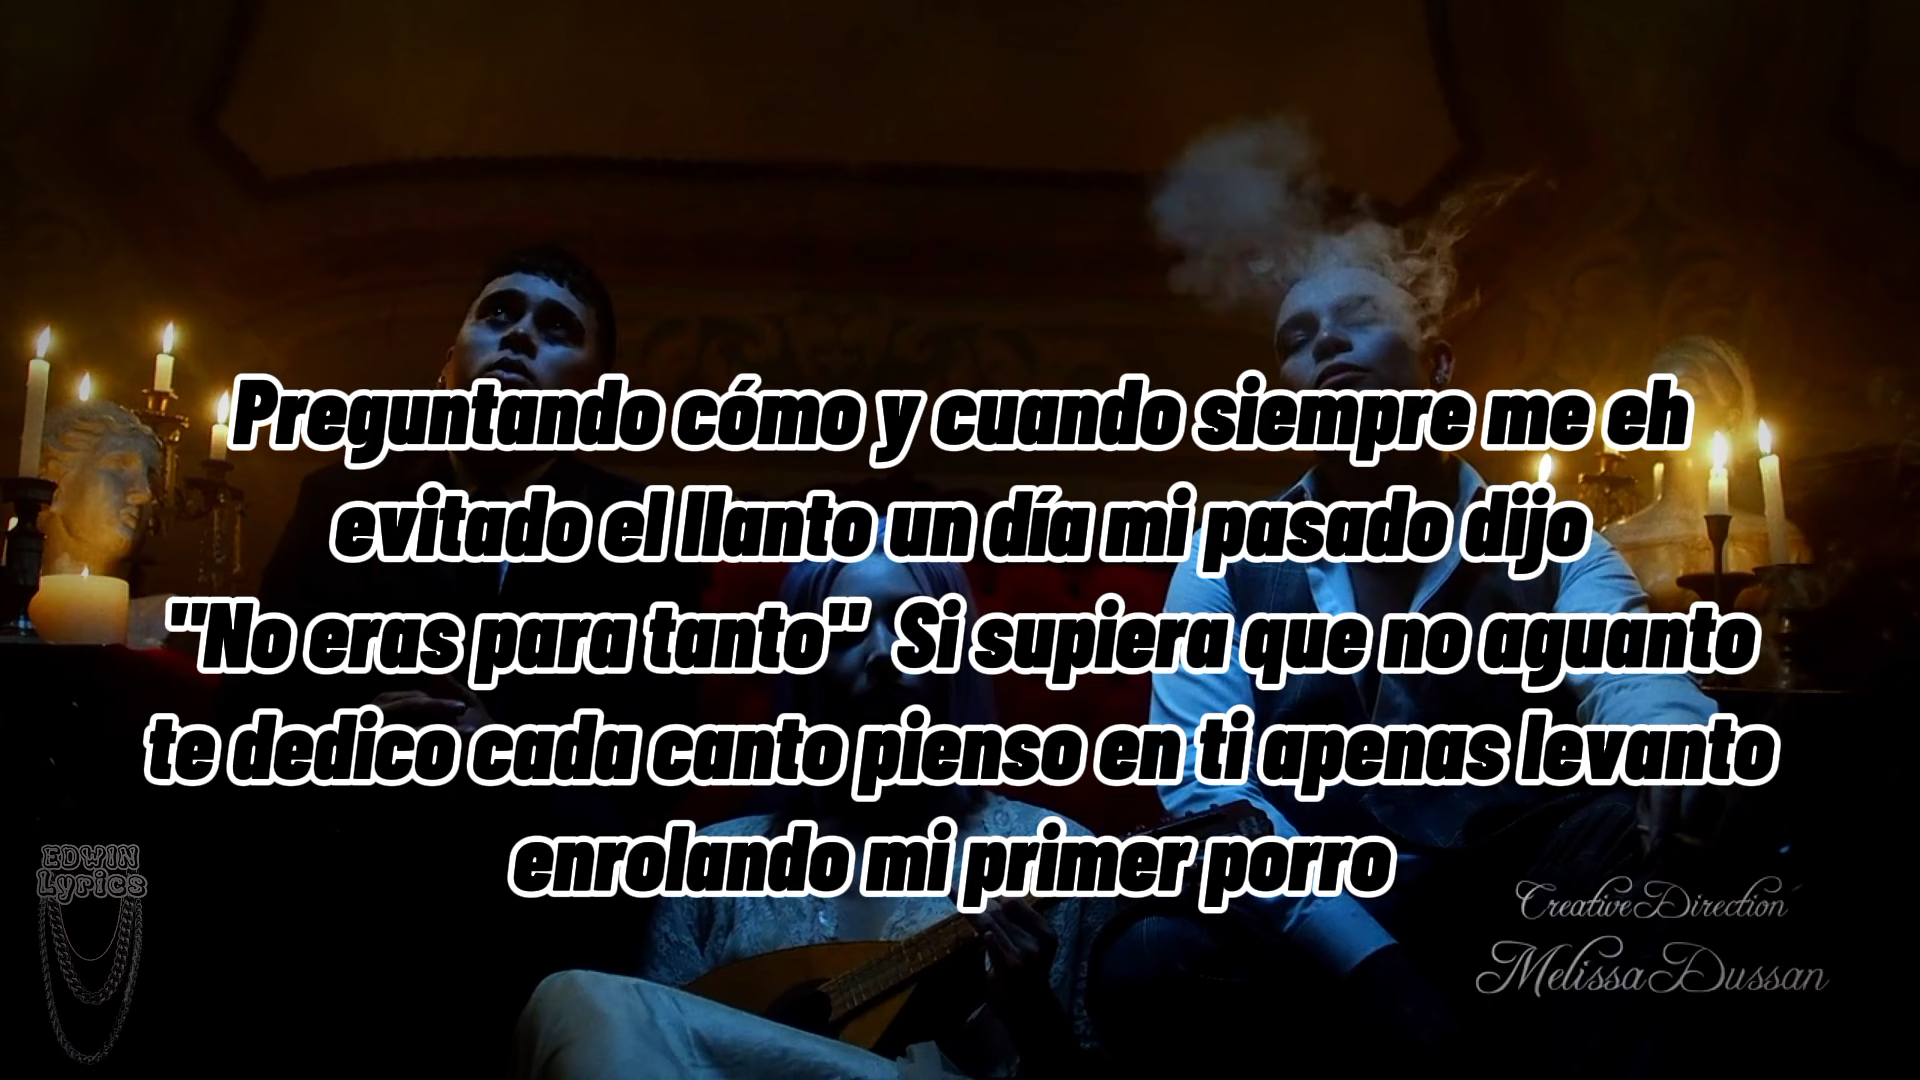 Preguntando cómo y cuando siempre me eh
evitado el llanto un día mi pasado dijo
"No eras para tanto" Si supiera que no aguanto
te dedico cada canto pienso en ti apenas levanto
enrolando mi primer porro
EDWIN
Lyrics
Creative Direction
Melissa Dussan